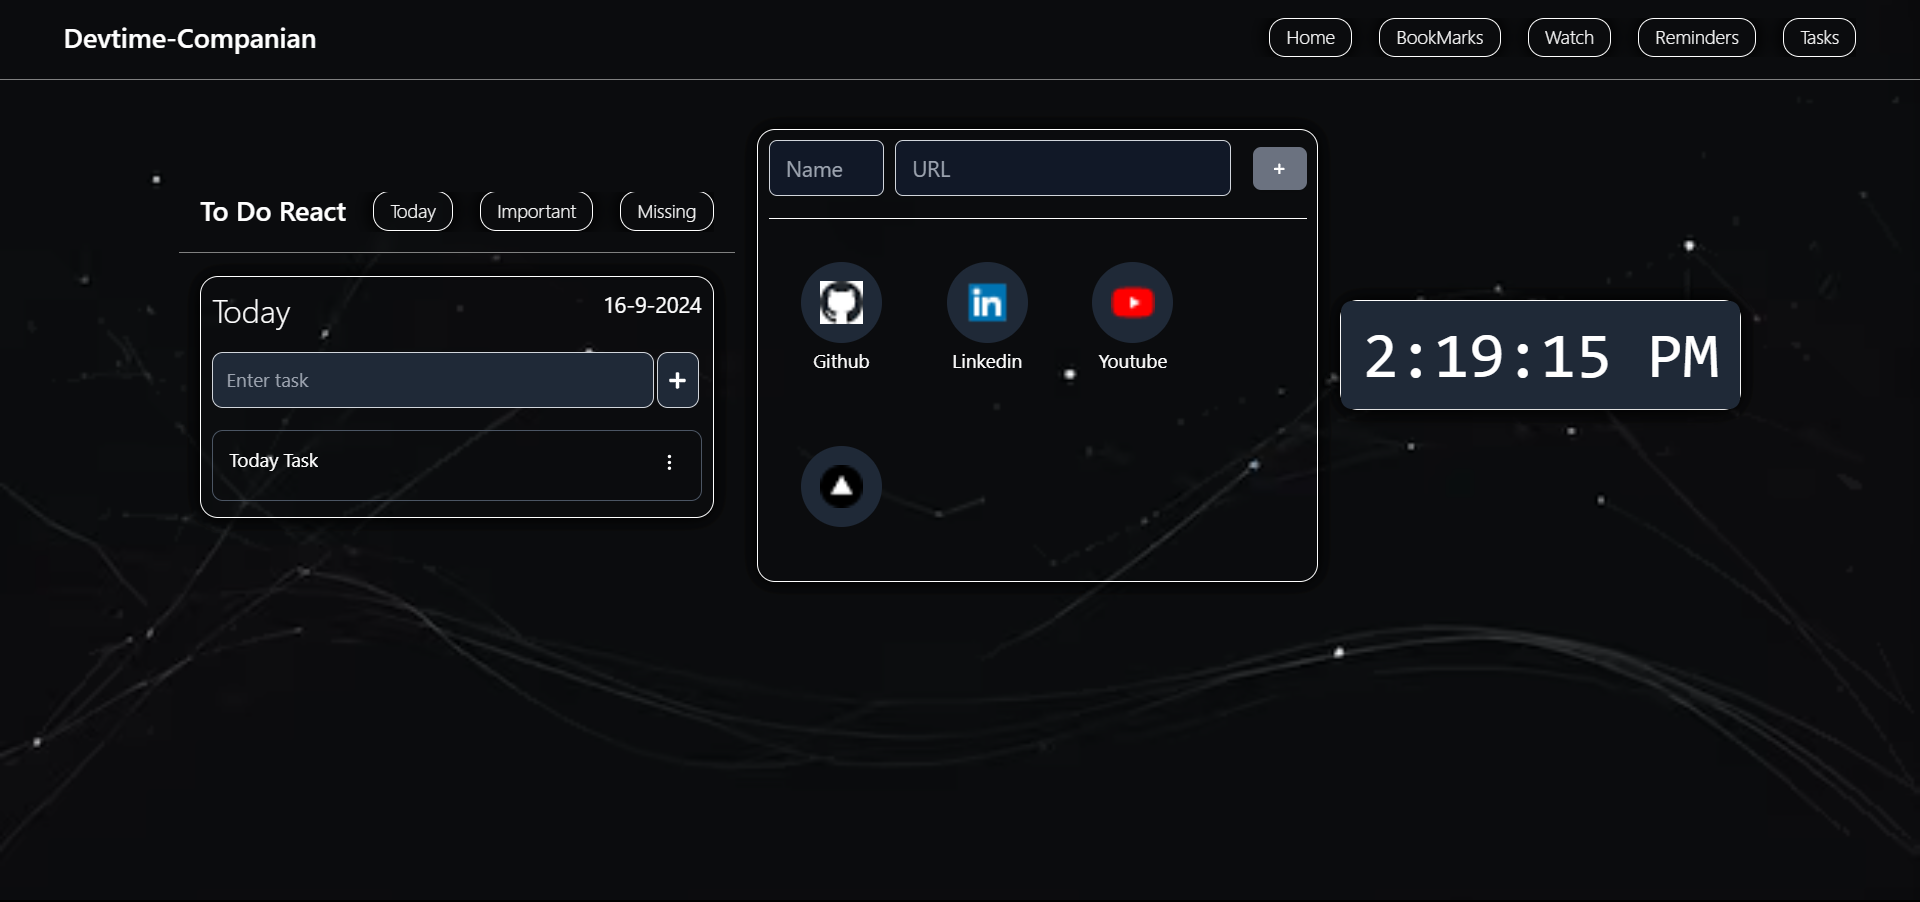 Devtime-Companian
Home BookMarks Watch Reminders Tasks
To Do React Today Important Missing
Today 16-9-2024
Enter task +
Today Task
Name URL +
Github Linkedin Youtube
2:19:15 PM